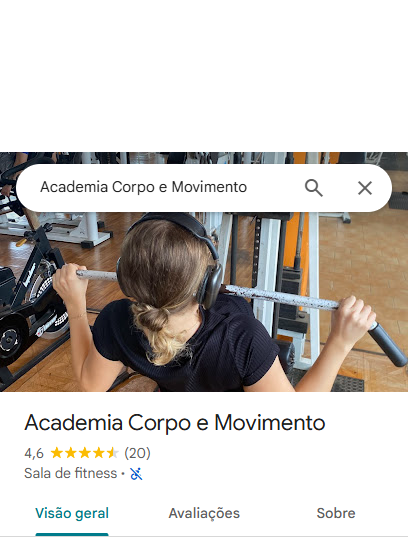 Academia Corpo e Movimento
Academia Corpo e Movimento
4,6 (20)
Sala de fitness ·
Visão geral Avaliações Sobre